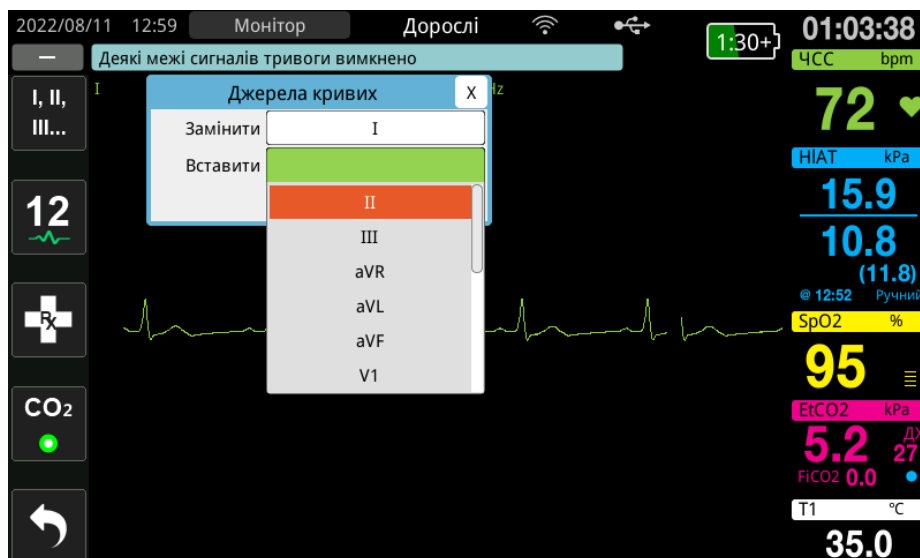 2022/08/11 12:59 Монітор Дорослі 1:30+ 01:03:38
Деякі межі сигналів тривоги вимкнено
I, II,
III...
I
Hz
Джерела кривих X
Замінити I
Вставити
II
III
aVR
aVL
aVF
V1
12
Rx
CO2
ЧСС bpm
72
НІАТ kPa
15.9
10.8
(11.8)
@ 12:52 Ручний
SpO2 %
95
EtCO2 kPa
5.2 ДХ
27
FiCO2 0.0
T1 °C
35.0